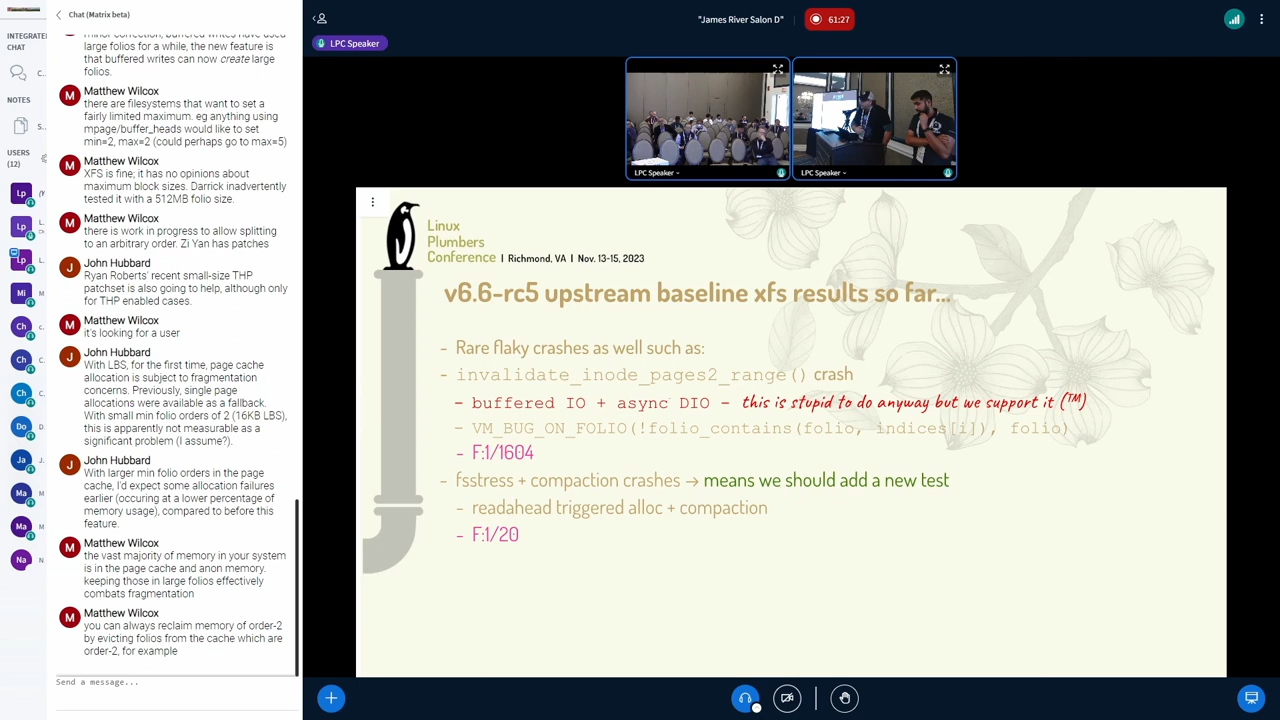 Chat (Matrix beta)
INTEGRATE
CHAT
C.
NOTES
S..
USERS
(12)
Lp
Lp
L.
Lp
L.
Mi
M
Ch
c.
Ch
C.
Ch
C.
Do
D.
Ja
J.
Ma
M
Ma
M
Na
N.
large folios for a while, the new feature is
that buffered writes can now create large
folios.
M
Matthew Wilcox
there are filesystems that want to set a
fairly limited maximum. eg anything using
mpage/buffer_heads would like to set
min=2, max=2 (could perhaps go to max=5)
M
Matthew Wilcox
XFS is fine; it has no opinions about
maximum block sizes. Darrick inadvertently
tested it with a 512MB folio size.
M
Matthew Wilcox
there is work in progress to allow splitting
to an arbitrary order. Zi Yan has patches
J
John Hubbard
Ryan Roberts' recent small-size THP
patchset is also going to help, although only
for THP enabled cases.
M
Matthew Wilcox
it's looking for a user
J
John Hubbard
With LBS, for the first time, page cache
allocation is subject to fragmentation
concerns. Previously, single page
allocations were available as a fallback.
With small min folio orders of 2 (16KB LBS),
this is apparently not measurable as a
significant problem (I assume?).
J
John Hubbard
With larger min folio orders in the page
cache, I'd expect some allocation failures
earlier (occuring at a lower percentage of
memory usage), compared to before this
feature.
M
Matthew Wilcox
the vast majority of memory in your system
is in the page cache and anon memory.
keeping those in large folios effectively
combats fragmentation
M
Matthew Wilcox
you can always reclaim memory of order-2
by evicting folios from the cache which are
order-2, for example
Send a message...
"James River Salon D"
61:27
LPC Speaker
LPC Speaker
LPC Speaker
Linux
Plumbers
Conference | Richmond, VA | Nov. 13-15, 2023
v6.6-rc5 upstream baseline xfs results so far...
- Rare flaky crashes as well such as:
- invalidate_inode_pages2_range() crash
- buffered IO + async DIO - this is stupid to do anyway but we support it (™)
- VM_BUG_ON_FOLIO(!folio_contains(folio, indices[i]), folio)
- F:1/1604
- fsstress + compaction crashes → means we should add a new test
- readahead triggered alloc + compaction
- F:1/20